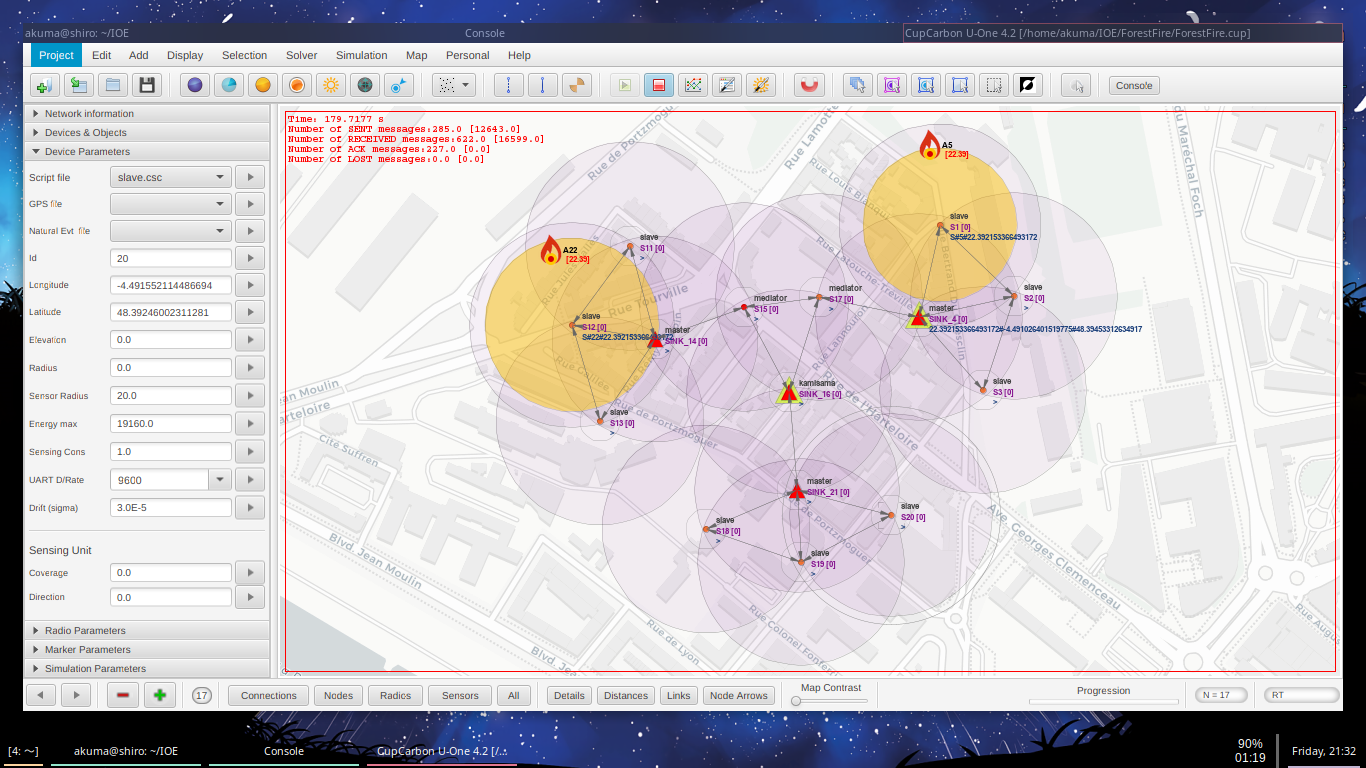 akuma@shiro: ~/IOE
Console
CupCarbon U-One 4.2 [/home/akuma/IOE/ForestFire/ForestFire.cup]
Project Edit Add Display Selection Solver Simulation Map Personal Help
Console
Network information
Devices & Objects
Device Parameters
Script file slave.csc
GPS file
Natural Evt file
Id 20
Longitude -4.491552114486694
Latitude 48.39246002311281
Elevation 0.0
Radius 0.0
Sensor Radius 20.0
Energy max 19160.0
Sensing Cons 1.0
UART D/Rate 9600
Drift (sigma) 3.0E-5
Sensing Unit
Coverage 0.0
Direction 0.0
Radio Parameters
Marker Parameters
Simulation Parameters
Time: 179.7177 s
Number of SENT messages:285.0 [12643.0]
Number of RECEIVED messages:622.0 [16599.0]
Number of ACK messages:227.0 [0.0]
Number of LOST messages:0.0 [0.0]
Rue de Portzmog
Rue Lamotte
Rue Louis Blanqui
du Maréchal Foch
A5
[22.39]
slave
S1 [0]
S#5#22.392153366493172
slave
S11 [0]
>
A22
[22.39]
slave
S2 [0]
>
mediator
S17 [0]
>
mediator
S15 [0]
>
master
SINK_4 [0]
22.392153366493172#-4.491026401519775#48.39453312634917
slave
S12 [0]
master
SINK_14 [0]
Rue Tourville
kamisama
SINK_16 [0]
>
slave
S3 [0]
>
slave
S13 [0]
>
Rue de Portzmoguer
Rue de l'Harteloire
an Moulin
arteloire
Cité Suffren
master
SINK_21 [0]
>
slave
S20 [0]
>
slave
S18 [0]
>
slave
S19 [0]
>
de Portzmoguer
Blvd. Jean Moulin
Ave. Georges Clemenceau
Rue Colonel Fonfer
Rue de Lyon
Blvd. Jea
Rue Augus
17 Connections Nodes Radios Sensors All Details Distances Links Node Arrows Map Contrast Progression N = 17 RT
[4: ~] akuma@shiro: ~/IOE Console CupCarbon U-One 4.2 [/... 90% 01:19 Friday, 21:32